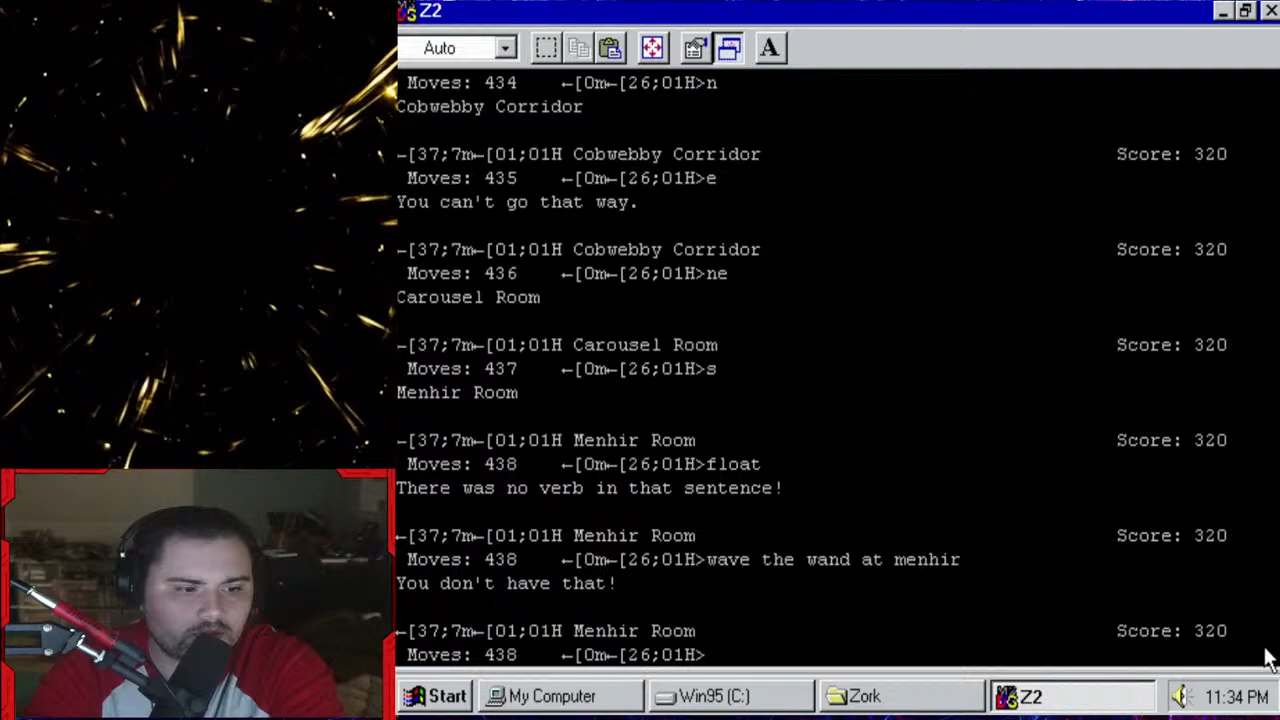 Z2
Auto
A
Moves: 434 ←[0m←[26;01H>n
Cobwebby Corridor
←[37;7m←[01;01H Cobwebby Corridor Score: 320
Moves: 435 ←[0m←[26;01H>e
You can't go that way.
←[37;7m←[01;01H Cobwebby Corridor Score: 320
Moves: 436 ←[0m←[26;01H>ne
Carousel Room
←[37;7m←[01;01H Carousel Room Score: 320
Moves: 437 ←[0m←[26;01H>s
Menhir Room
←[37;7m←[01;01H Menhir Room Score: 320
Moves: 438 ←[0m←[26;01H>float
There was no verb in that sentence!
←[37;7m←[01;01H Menhir Room Score: 320
Moves: 438 ←[0m←[26;01H>wave the wand at menhir
You don't have that!
←[37;7m←[01;01H Menhir Room Score: 320
Moves: 438 ←[0m←[26;01H>
Start My Computer Win95 (C:) Zork Z2 11:34 PM